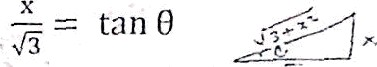 x/√3 = tan θ
√3+x²
x
θ